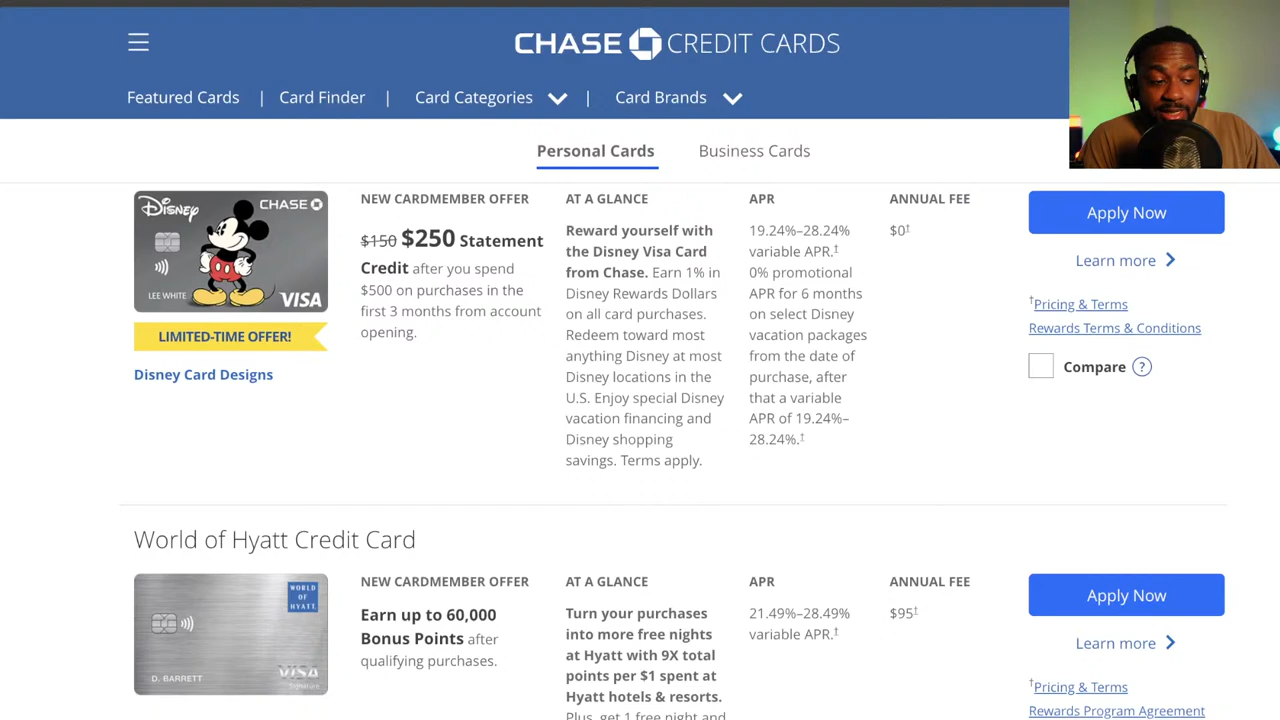 CHASE CREDIT CARDS
Featured Cards | Card Finder | Card Categories | Card Brands
Personal Cards
Business Cards
Disney CHASE
LEE WHITE VISA
LIMITED-TIME OFFER!
Disney Card Designs
NEW CARDMEMBER OFFER
$150 $250 Statement
Credit after you spend
$500 on purchases in the
first 3 months from account
opening.
AT A GLANCE
Reward yourself with
the Disney Visa Card
from Chase. Earn 1% in
Disney Rewards Dollars
on all card purchases.
Redeem toward most
anything Disney at most
Disney locations in the
U.S. Enjoy special Disney
vacation financing and
Disney shopping
savings. Terms apply.
APR
19.24%–28.24%
variable APR.†
0% promotional
APR for 6 months
on select Disney
vacation packages
from the date of
purchase, after
that a variable
APR of 19.24%–
28.24%.†
ANNUAL FEE
$0†
Apply Now
Learn more
†Pricing & Terms
Rewards Terms & Conditions
Compare ?
World of Hyatt Credit Card
WORLD
OF
HYATT
D. BARRETT
VISA
Signature
NEW CARDMEMBER OFFER
Earn up to 60,000
Bonus Points after
qualifying purchases.
AT A GLANCE
Turn your purchases
into more free nights
at Hyatt with 9X total
points per $1 spent at
Hyatt hotels & resorts.
Plus, get 1 free night and
APR
21.49%–28.49%
variable APR.†
ANNUAL FEE
$95†
Apply Now
Learn more
†Pricing & Terms
Rewards Program Agreement